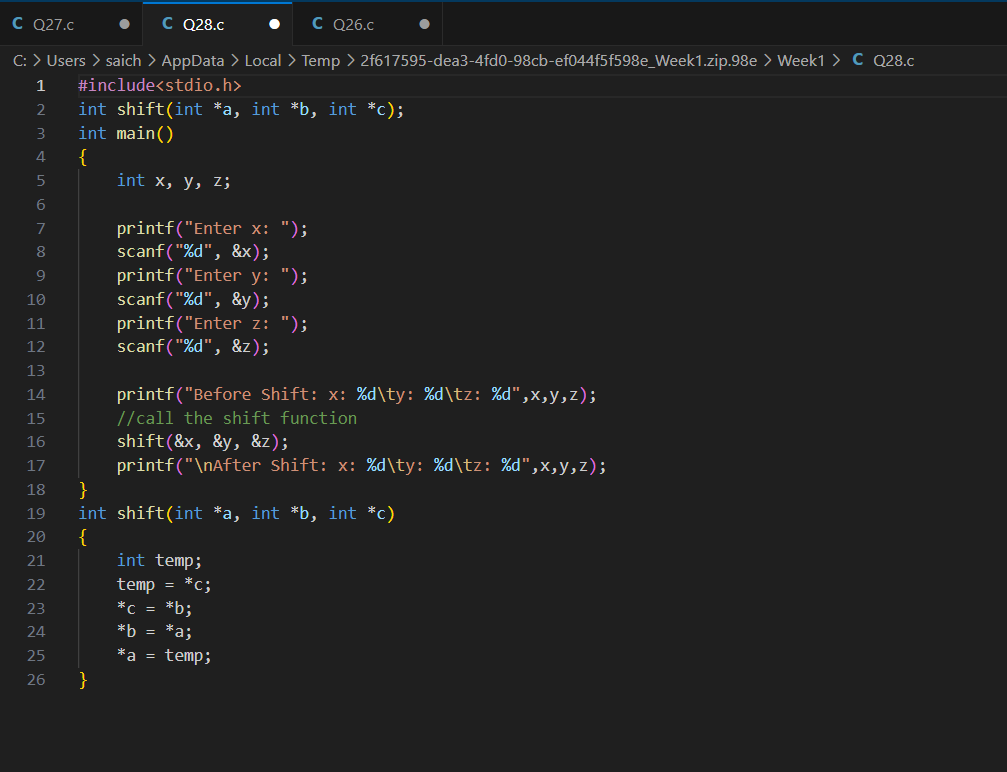 C Q27.c ● C Q28.c ● C Q26.c ●
C: > Users > saich > AppData > Local > Temp > 2f617595-dea3-4fd0-98cb-ef044f5f598e_Week1.zip.98e > Week1 > C Q28.c
1 #include<stdio.h>
2 int shift(int *a, int *b, int *c);
3 int main()
4 {
5     int x, y, z;
6
7     printf("Enter x: ");
8     scanf("%d", &x);
9     printf("Enter y: ");
10     scanf("%d", &y);
11     printf("Enter z: ");
12     scanf("%d", &z);
13
14     printf("Before Shift: x: %d\ty: %d\tz: %d",x,y,z);
15     //call the shift function
16     shift(&x, &y, &z);
17     printf("\nAfter Shift: x: %d\ty: %d\tz: %d",x,y,z);
18 }
19 int shift(int *a, int *b, int *c)
20 {
21     int temp;
22     temp = *c;
23     *c = *b;
24     *b = *a;
25     *a = temp;
26 }